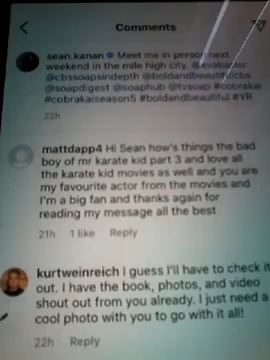 Comments
sean.kanan Meet me in person next
weekend in the mile high city @evsbauer
@cbssoapsindepth @boldandbeautifulcbs
@soapdigest @soaphub @tvsoap #cobrakai
#cobrakaiseason5 #boldandbeautiful #YR
22h
mattdapp4 Hi Sean how's things the bad
boy of mr karate kid part 3 and love all
the karate kid movies as well and you are
my favourite actor from the movies and
I'm a big fan and thanks again for
reading my message all the best
21h 1 like Reply
kurtweinreich I guess I'll have to check it
out. I have the book, photos, and video
shout out from you already. I just need a
cool photo with you to go with it all!
22h Reply